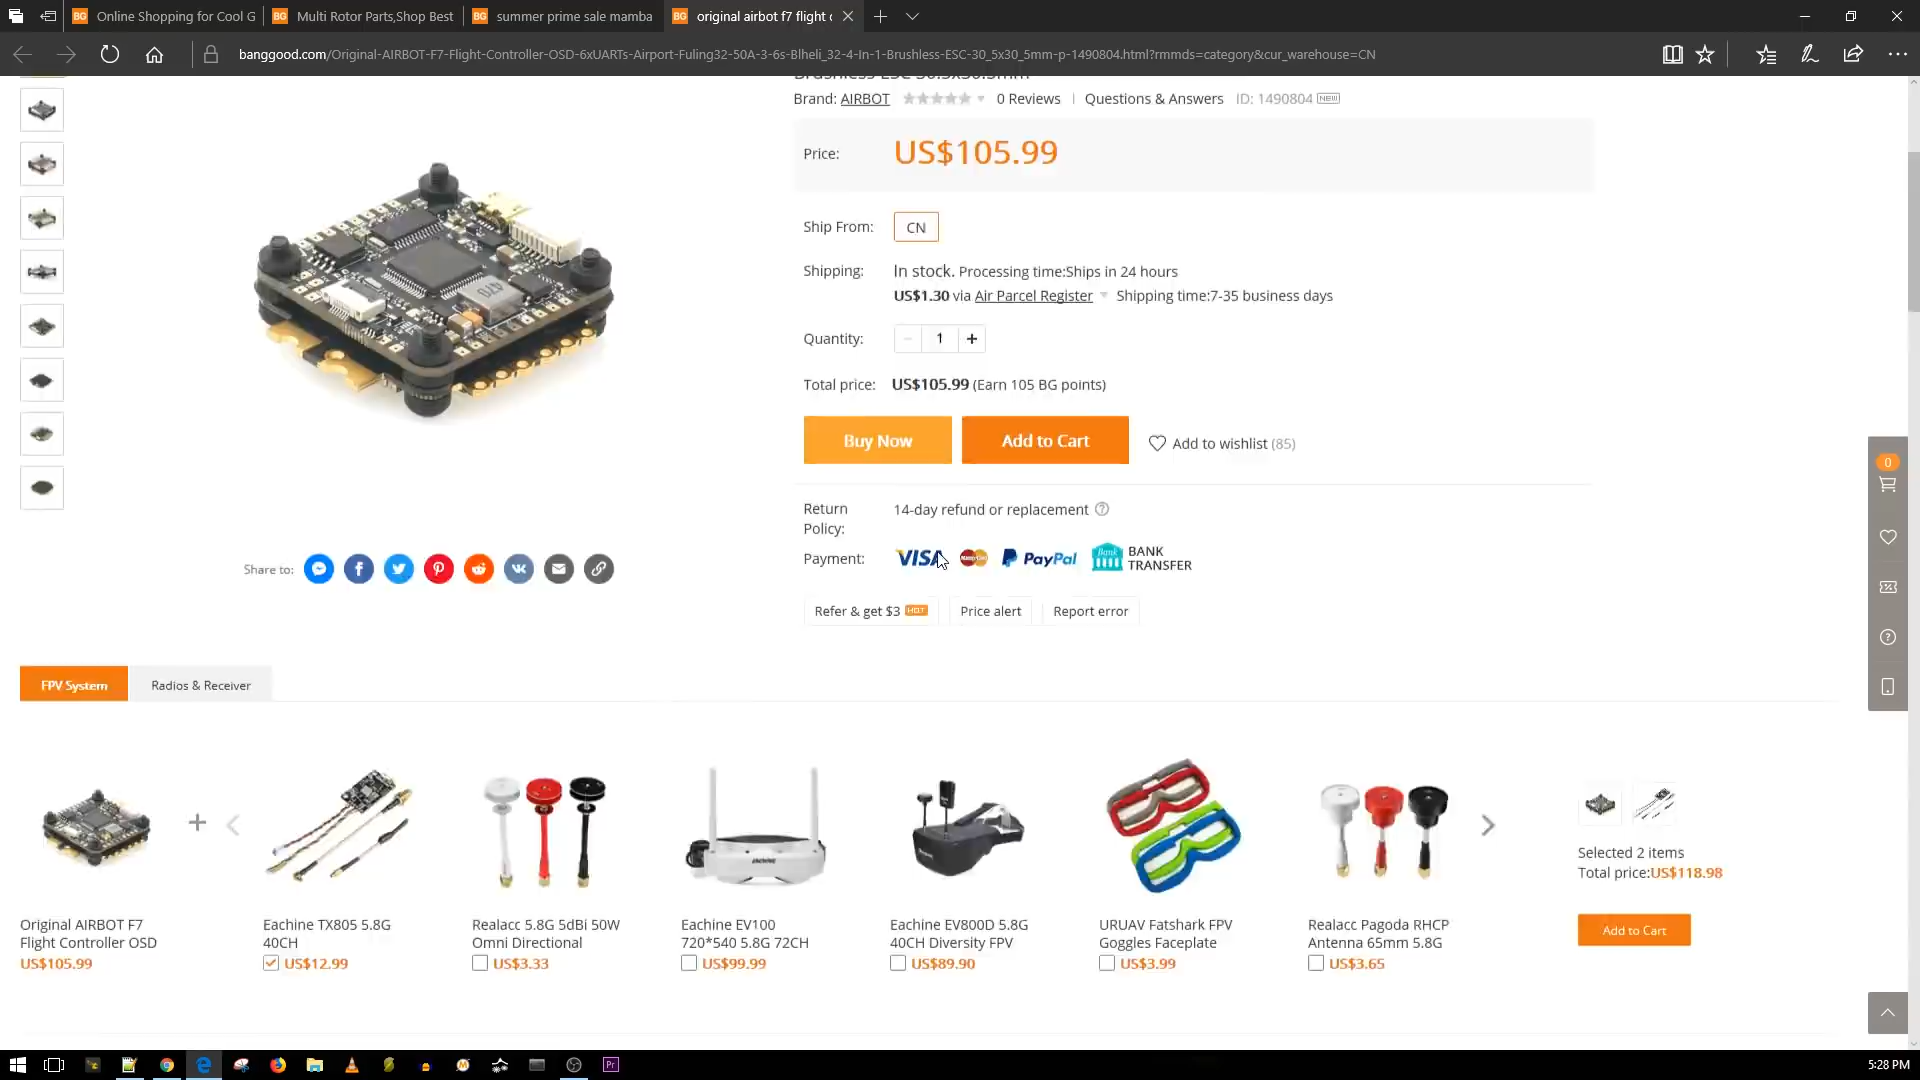 Online Shopping for Cool G
Multi Rotor Parts,Shop Best
summer prime sale mamba
original airbot f7 flight c
banggood.com/Original-AIRBOT-F7-Flight-Controller-OSD-6xUARTs-Airport-Fuling32-50A-3-6s-Blheli_32-4-In-1-Brushless-ESC-30_5x30_5mm-p-1490804.html?rmmds=category&cur_warehouse=CN
Brushless ESC 30.5x30.5mm
Brand: AIRBOT 0 Reviews Questions & Answers ID: 1490804 NEW
Price: US$105.99
Ship From: CN
Shipping: In stock. Processing time:Ships in 24 hours
US$1.30 via Air Parcel Register Shipping time:7-35 business days
Quantity: 1
Total price: US$105.99 (Earn 105 BG points)
Buy Now Add to Cart Add to wishlist (85)
0
Return
Policy:
14-day refund or replacement
Payment: VISA PayPal Bank BANK
TRANSFER
Share to:
Refer & get $3 HOT Price alert Report error
FPV System Radios & Receiver
Original AIRBOT F7
Flight Controller OSD
US$105.99
Eachine TX805 5.8G
40CH
US$12.99
Realacc 5.8G 5dBi 50W
Omni Directional
US$3.33
Eachine EV100
720*540 5.8G 72CH
US$99.99
Eachine EV800D 5.8G
40CH Diversity FPV
US$89.90
URUAV Fatshark FPV
Goggles Faceplate
US$3.99
Realacc Pagoda RHCP
Antenna 65mm 5.8G
US$3.65
Selected 2 items
Total price:US$118.98
Add to Cart
5:28 PM